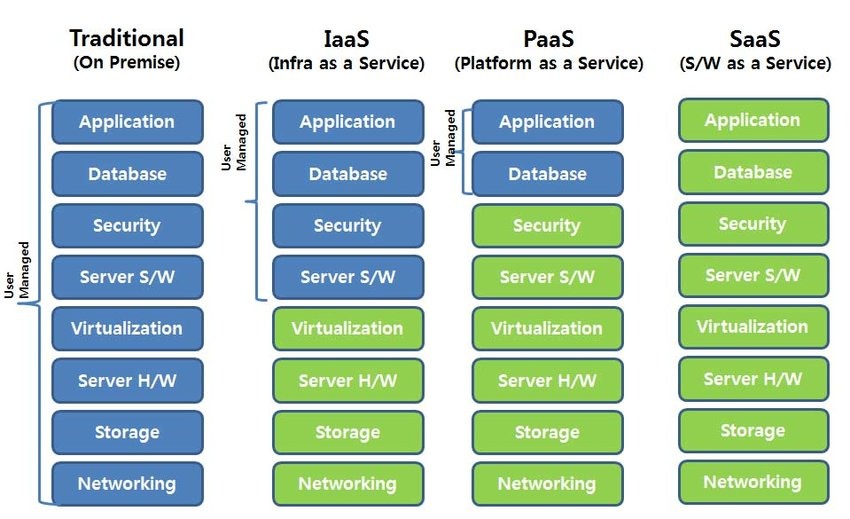 Traditional
(On Premise)
User
Managed
Application
Database
Security
Server S/W
Virtualization
Server H/W
Storage
Networking
IaaS
(Infra as a Service)
User
Managed
Application
Database
Security
Server S/W
Virtualization
Server H/W
Storage
Networking
PaaS
(Platform as a Service)
User
Managed
Application
Database
Security
Server S/W
Virtualization
Server H/W
Storage
Networking
SaaS
(S/W as a Service)
Application
Database
Security
Server S/W
Virtualization
Server H/W
Storage
Networking